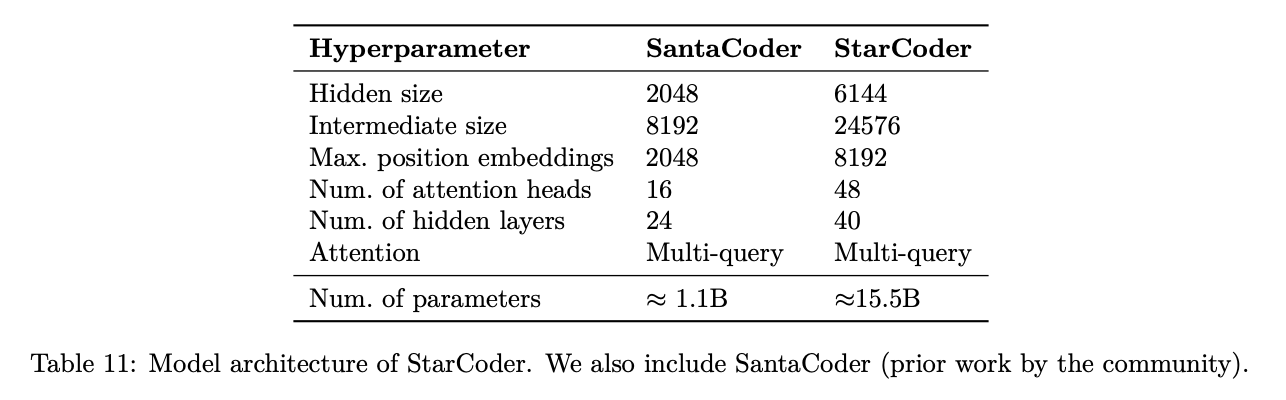 Hyperparameter SantaCoder StarCoder
Hidden size 2048 6144
Intermediate size 8192 24576
Max. position embeddings 2048 8192
Num. of attention heads 16 48
Num. of hidden layers 24 40
Attention Multi-query Multi-query
Num. of parameters ≈ 1.1B ≈15.5B
Table 11: Model architecture of StarCoder. We also include SantaCoder (prior work by the community).